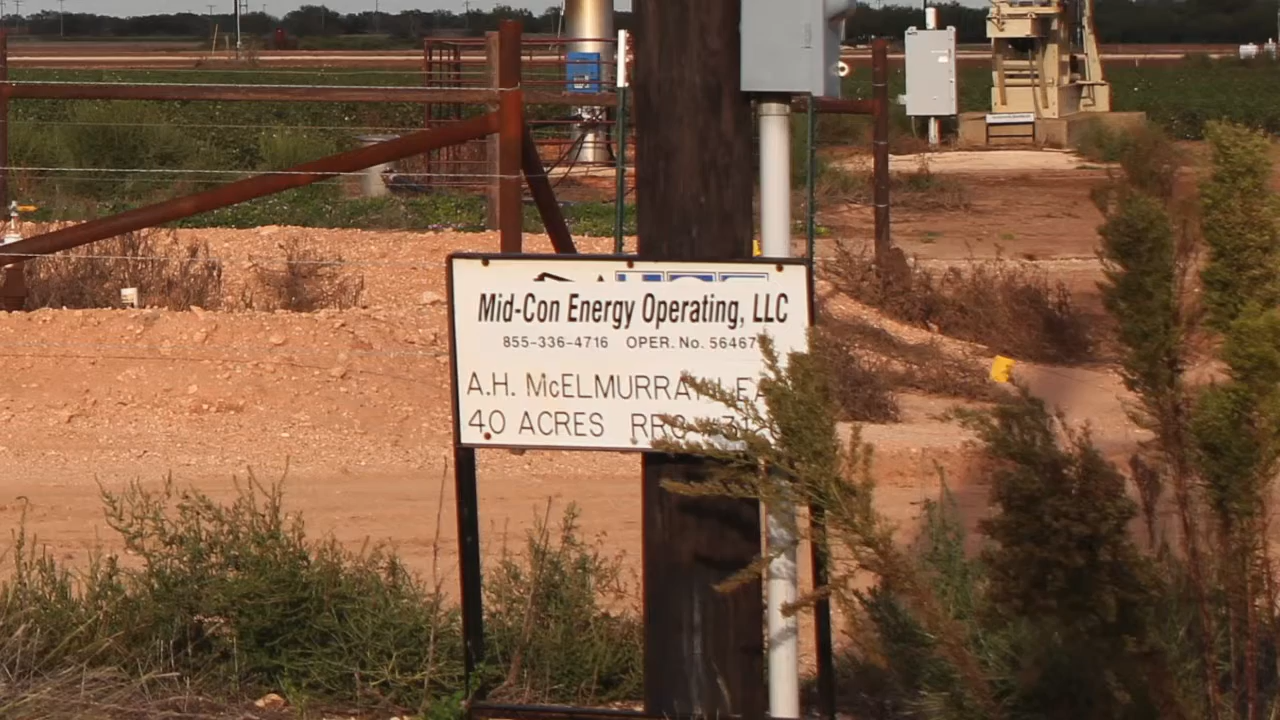 Mid-Con Energy Operating, LLC
855-336-4716 OPER. No. 56467
A.H. McELMURRAY
40 ACRES